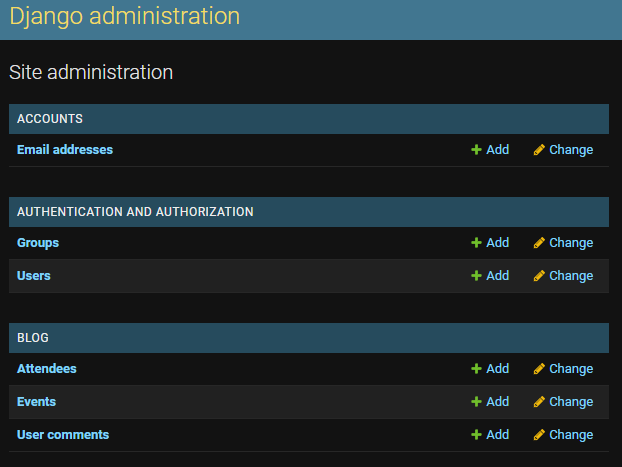 Django administration
Site administration
ACCOUNTS
Email addresses Add Change
AUTHENTICATION AND AUTHORIZATION
Groups Add Change
Users Add Change
BLOG
Attendees Add Change
Events Add Change
User comments Add Change